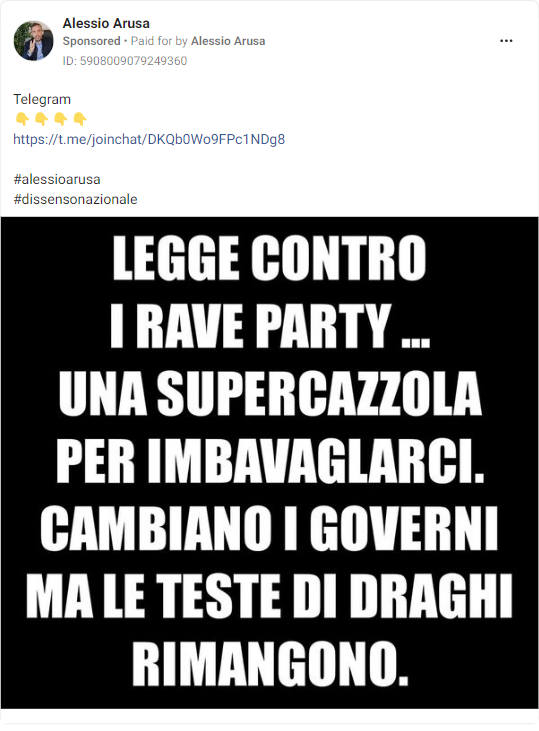 Alessio Arusa
Sponsored • Paid for by Alessio Arusa
ID: 5908009079249360
Telegram
👇👇👇👇
https://t.me/joinchat/DKQb0Wo9FPc1NDg8
#alessioarusa
#dissensonazionale
LEGGE CONTRO
I RAVE PARTY ...
UNA SUPERCAZZOLA
PER IMBAVAGLARCI.
CAMBIANO I GOVERNI
MA LE TESTE DI DRAGHI
RIMANGONO.